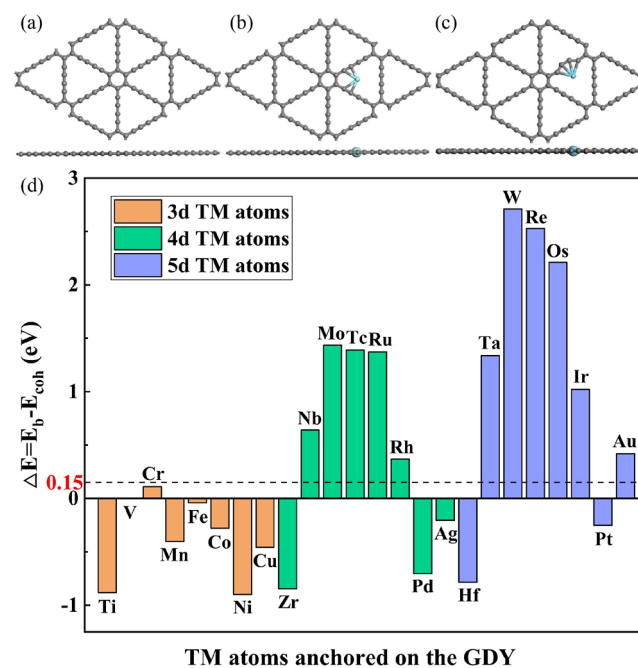 (a)
(b)
(c)
(d)
3d TM atoms
4d TM atoms
5d TM atoms
ΔE=E_b-E_coh (eV)
3
2
1
0.15
0
-1
Ti
V
Cr
Mn
Fe
Co
Ni
Cu
Zr
Nb
Mo
Tc
Ru
Rh
Pd
Ag
Hf
Ta
W
Re
Os
Ir
Pt
Au
TM atoms anchored on the GDY